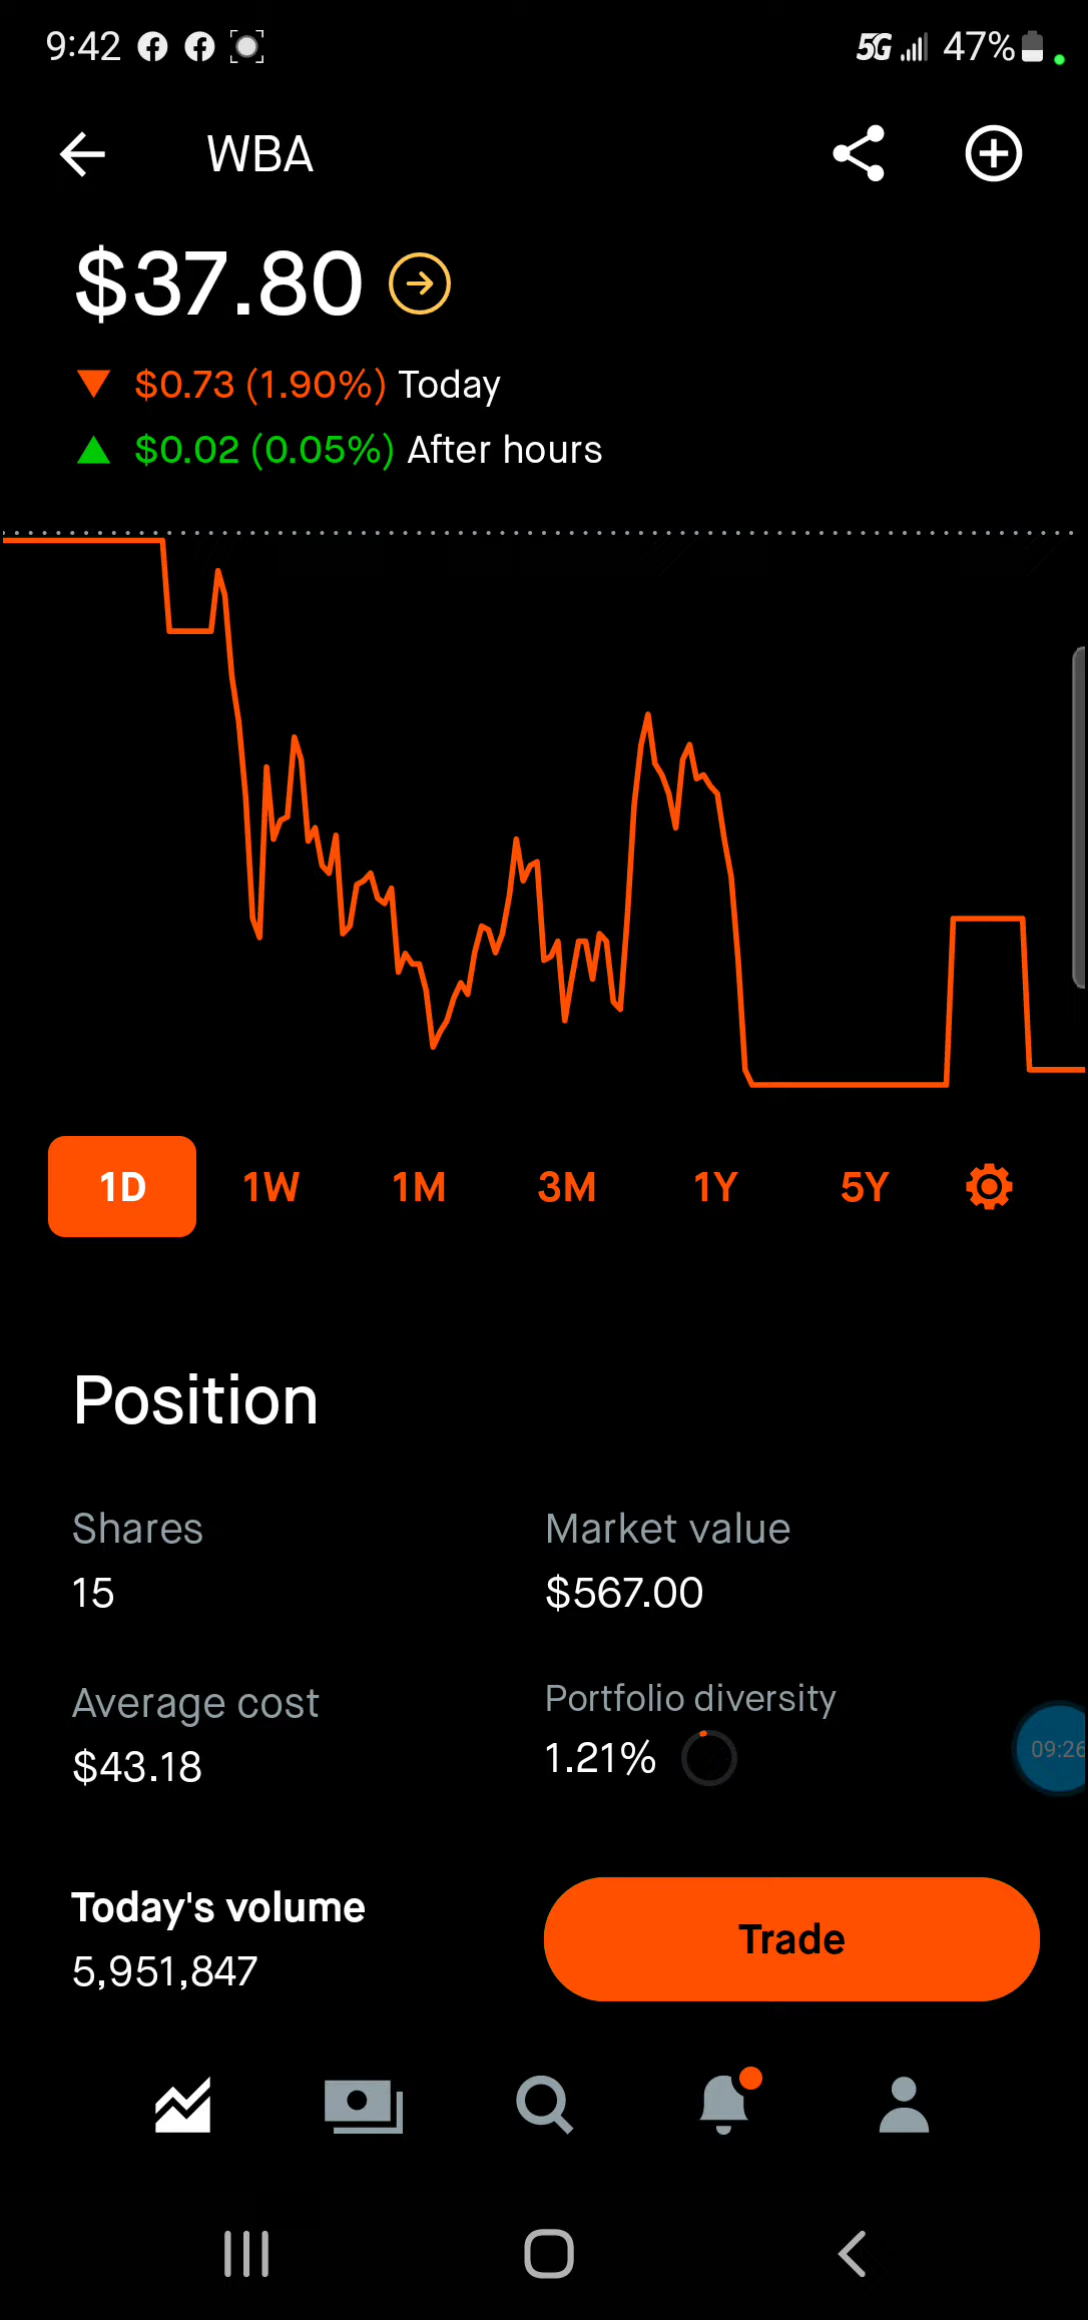 9:42 5G 47%
WBA
$37.80
$0.73 (1.90%) Today
$0.02 (0.05%) After hours
1D 1W 1M 3M 1Y 5Y
Position
Shares Market value
15 $567.00
Average cost Portfolio diversity
$43.18 1.21%
09:26
Today's volume Trade
5,951,847